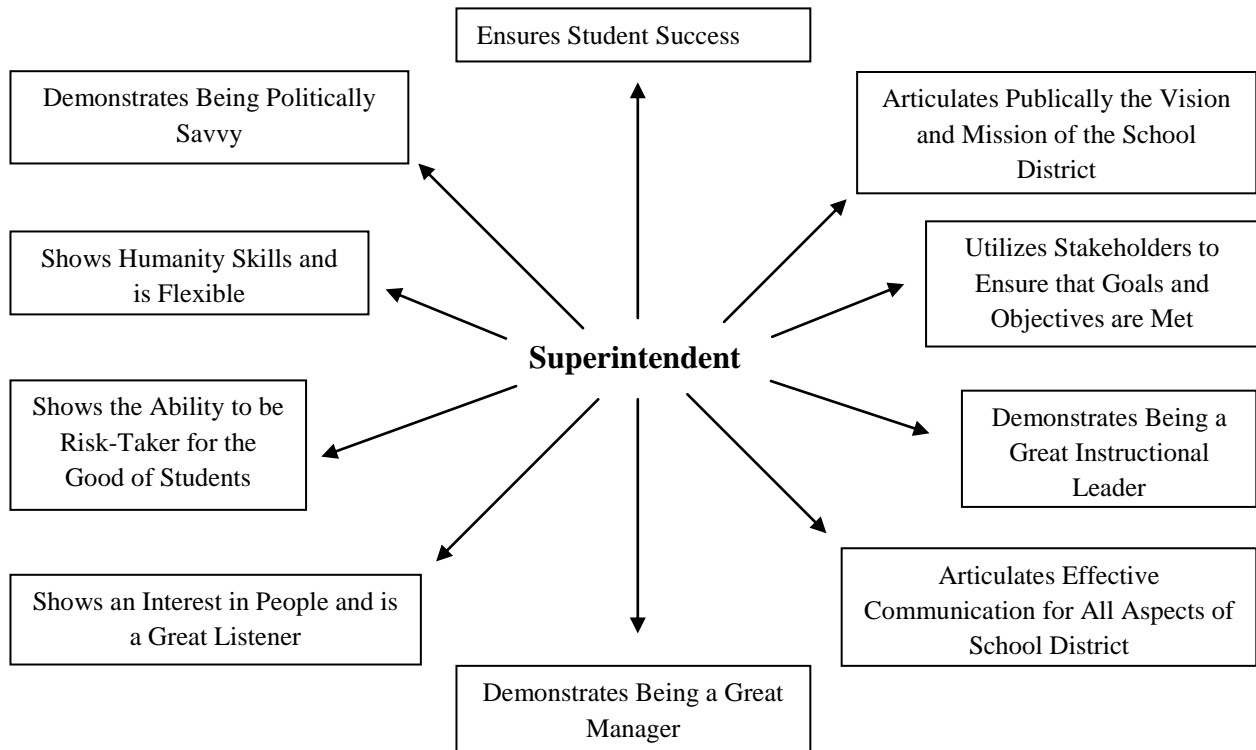 Ensures Student Success
Demonstrates Being Politically
Savvy
Articulates Publically the Vision
and Mission of the School
District
Shows Humanity Skills and
is Flexible
Utilizes Stakeholders to
Ensure that Goals and
Objectives are Met
Superintendent
Shows the Ability to be
Risk-Taker for the
Good of Students
Demonstrates Being a
Great Instructional
Leader
Shows an Interest in People and is
a Great Listener
Articulates Effective
Communication for All Aspects of
School District
Demonstrates Being a Great
Manager